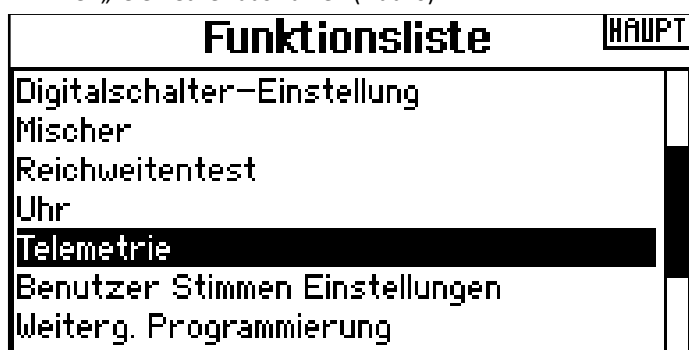 Funktionsliste HAUPT
Digitalschalter-Einstellung
Mischer
Reichweitentest
Uhr
Telemetrie
Benutzer Stimmen Einstellungen
Weiterg. Programmierung